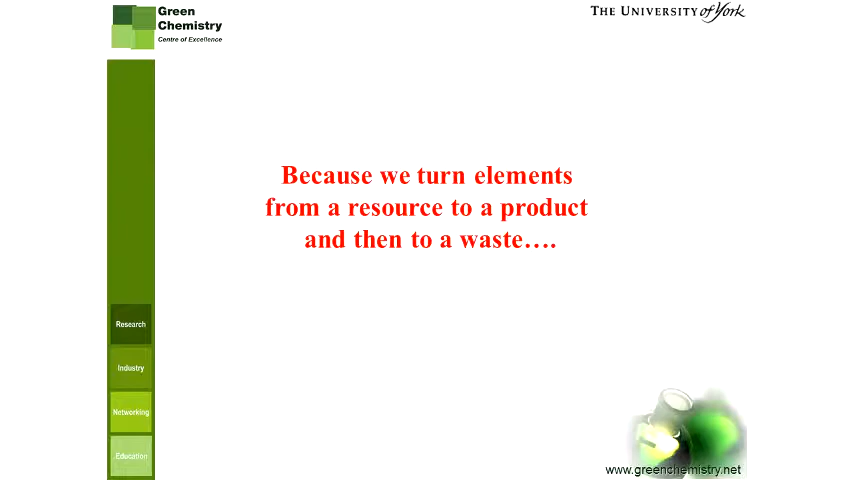 Green
Chemistry
Centre of Excellence
THE UNIVERSITY of York
Because we turn elements
from a resource to a product
and then to a waste….
Research
Industry
Networking
Education
www.greenchemistry.net